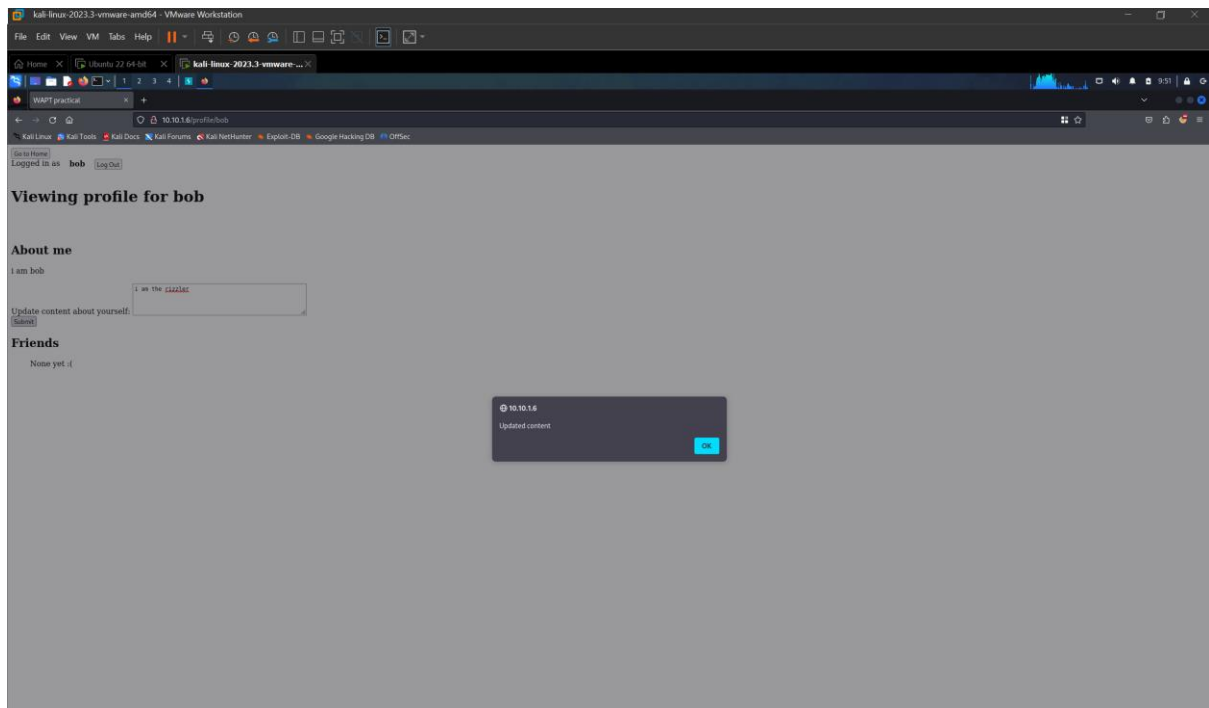 kali-linux-2023.3-vmware-amd64 - VMware Workstation
File Edit View VM Tabs Help
Home Ubuntu 22 64-bit kali-linux-2023.3-vmware-...
1 2 3 4 9:51
WAPT practical
10.10.1.6/profile/bob
Kali Linux Kali Tools Kali Docs Kali Forums Kali NetHunter Exploit-DB Google Hacking DB OffSec
Go to Home
Logged in as bob Log Out
Viewing profile for bob
About me
i am bob
i am the rizzler
Update content about yourself:
Submit
Friends
None yet :(
10.10.1.6
Updated content
OK